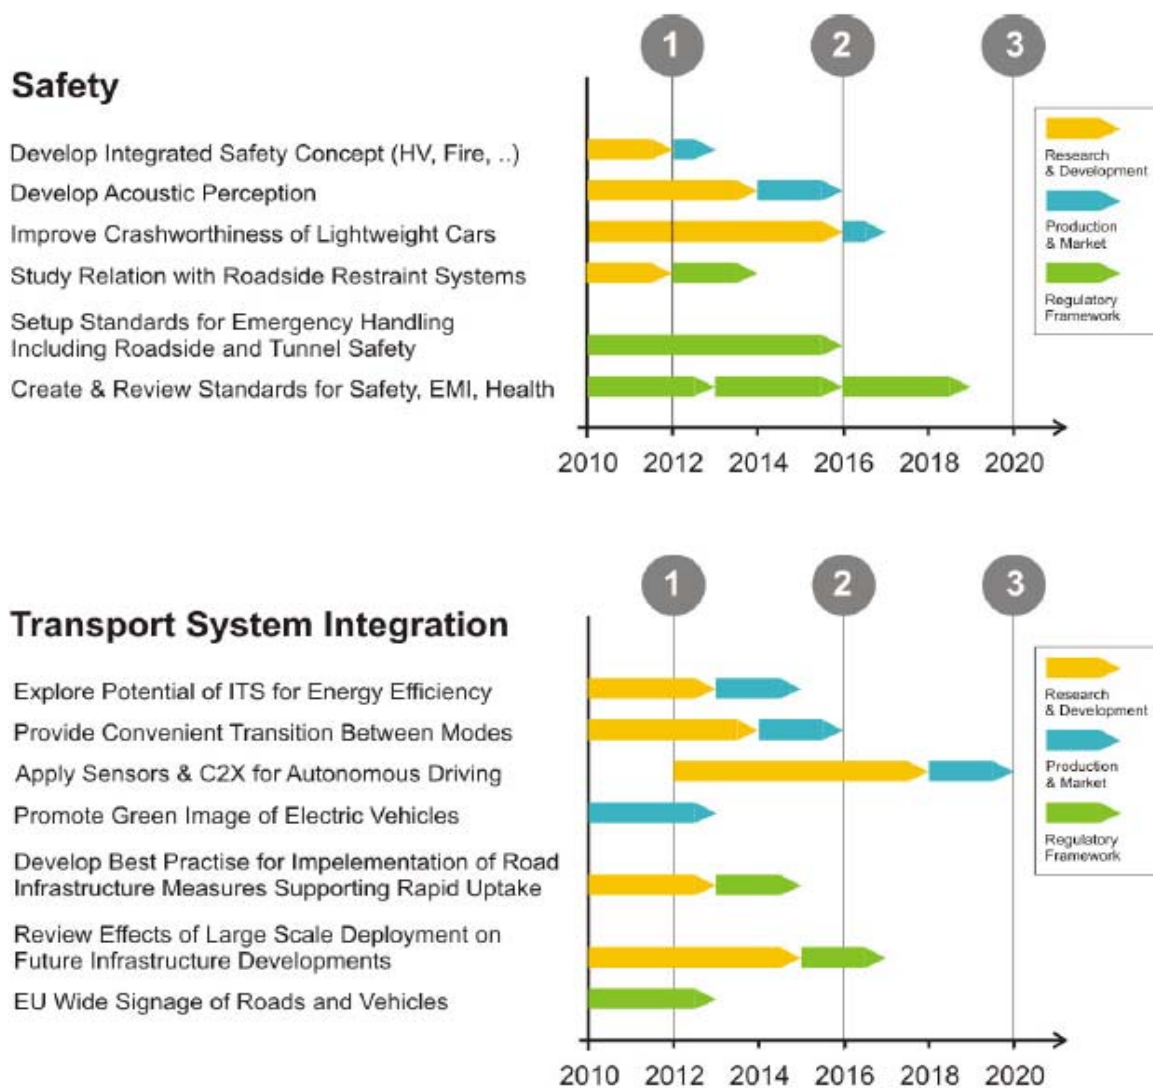 1 2 3
Safety
Develop Integrated Safety Concept (HV, Fire, ..)
Develop Acoustic Perception
Improve Crashworthiness of Lightweight Cars
Study Relation with Roadside Restraint Systems
Setup Standards for Emergency Handling
Including Roadside and Tunnel Safety
Create & Review Standards for Safety, EMI, Health
2010 2012 2014 2016 2018 2020
Research
& Development
Production
& Market
Regulatory
Framework
1 2 3
Transport System Integration
Explore Potential of ITS for Energy Efficiency
Provide Convenient Transition Between Modes
Apply Sensors & C2X for Autonomous Driving
Promote Green Image of Electric Vehicles
Develop Best Practise for Impelementation of Road
Infrastructure Measures Supporting Rapid Uptake
Review Effects of Large Scale Deployment on
Future Infrastructure Developments
EU Wide Signage of Roads and Vehicles
2010 2012 2014 2016 2018 2020
Research
& Development
Production
& Market
Regulatory
Framework